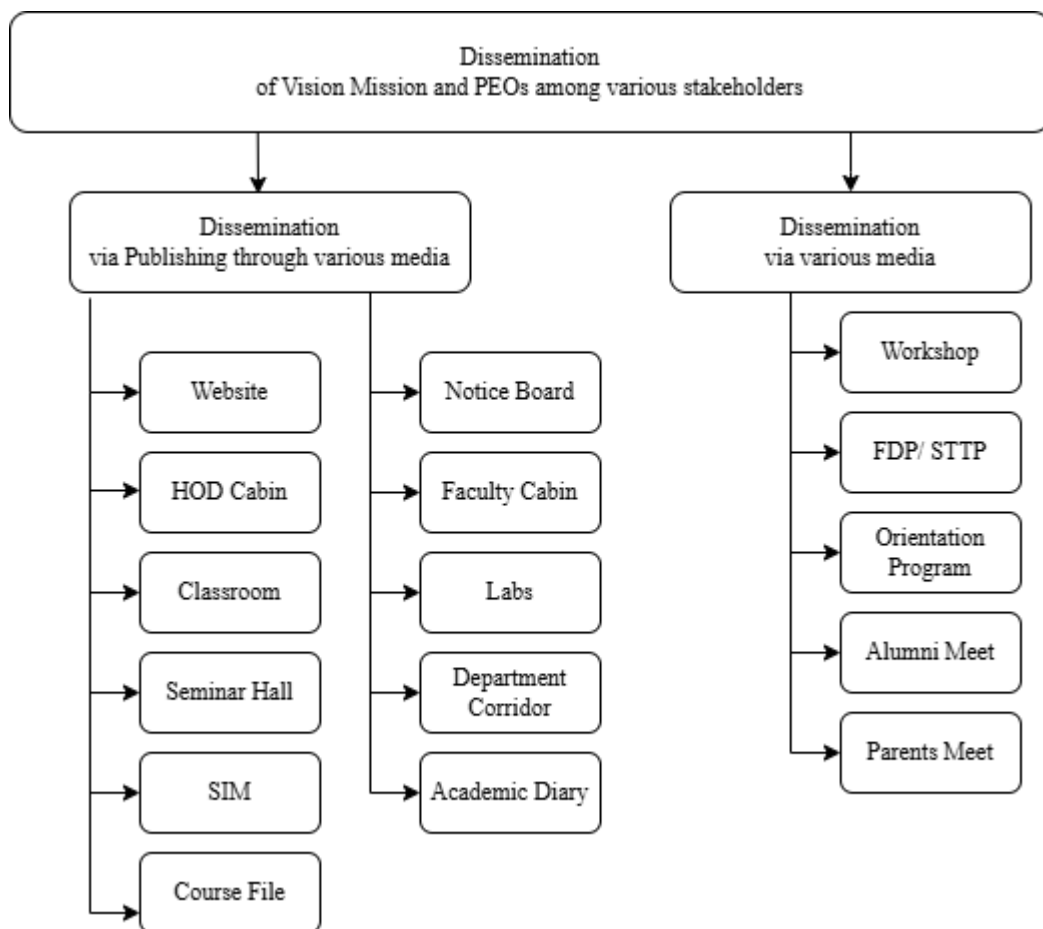 Dissemination
of Vision Mission and PEOs among various stakeholders
Dissemination
via Publishing through various media
Dissemination
via various media
Website
HOD Cabin
Classroom
Seminar Hall
SIM
Course File
Notice Board
Faculty Cabin
Labs
Department
Corridor
Academic Diary
Workshop
FDP/ STTP
Orientation
Program
Alumni Meet
Parents Meet